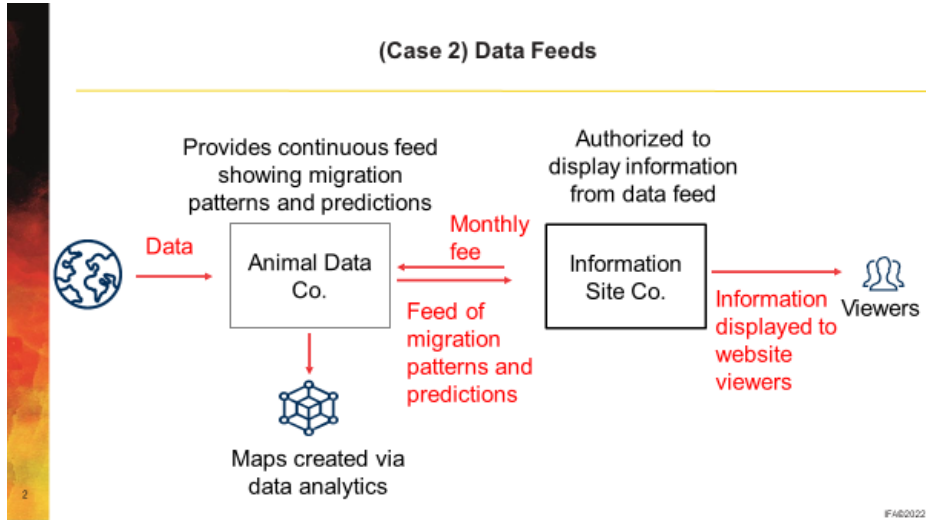 (Case 2) Data Feeds
Provides continuous feed
showing migration
patterns and predictions
Authorized to
display information
from data feed
Data
Animal Data
Co.
Monthly
fee
Feed of
migration
patterns and
predictions
Information
Site Co.
Information
displayed to
website
viewers
Viewers
Maps created via
data analytics
2
IFA©2022